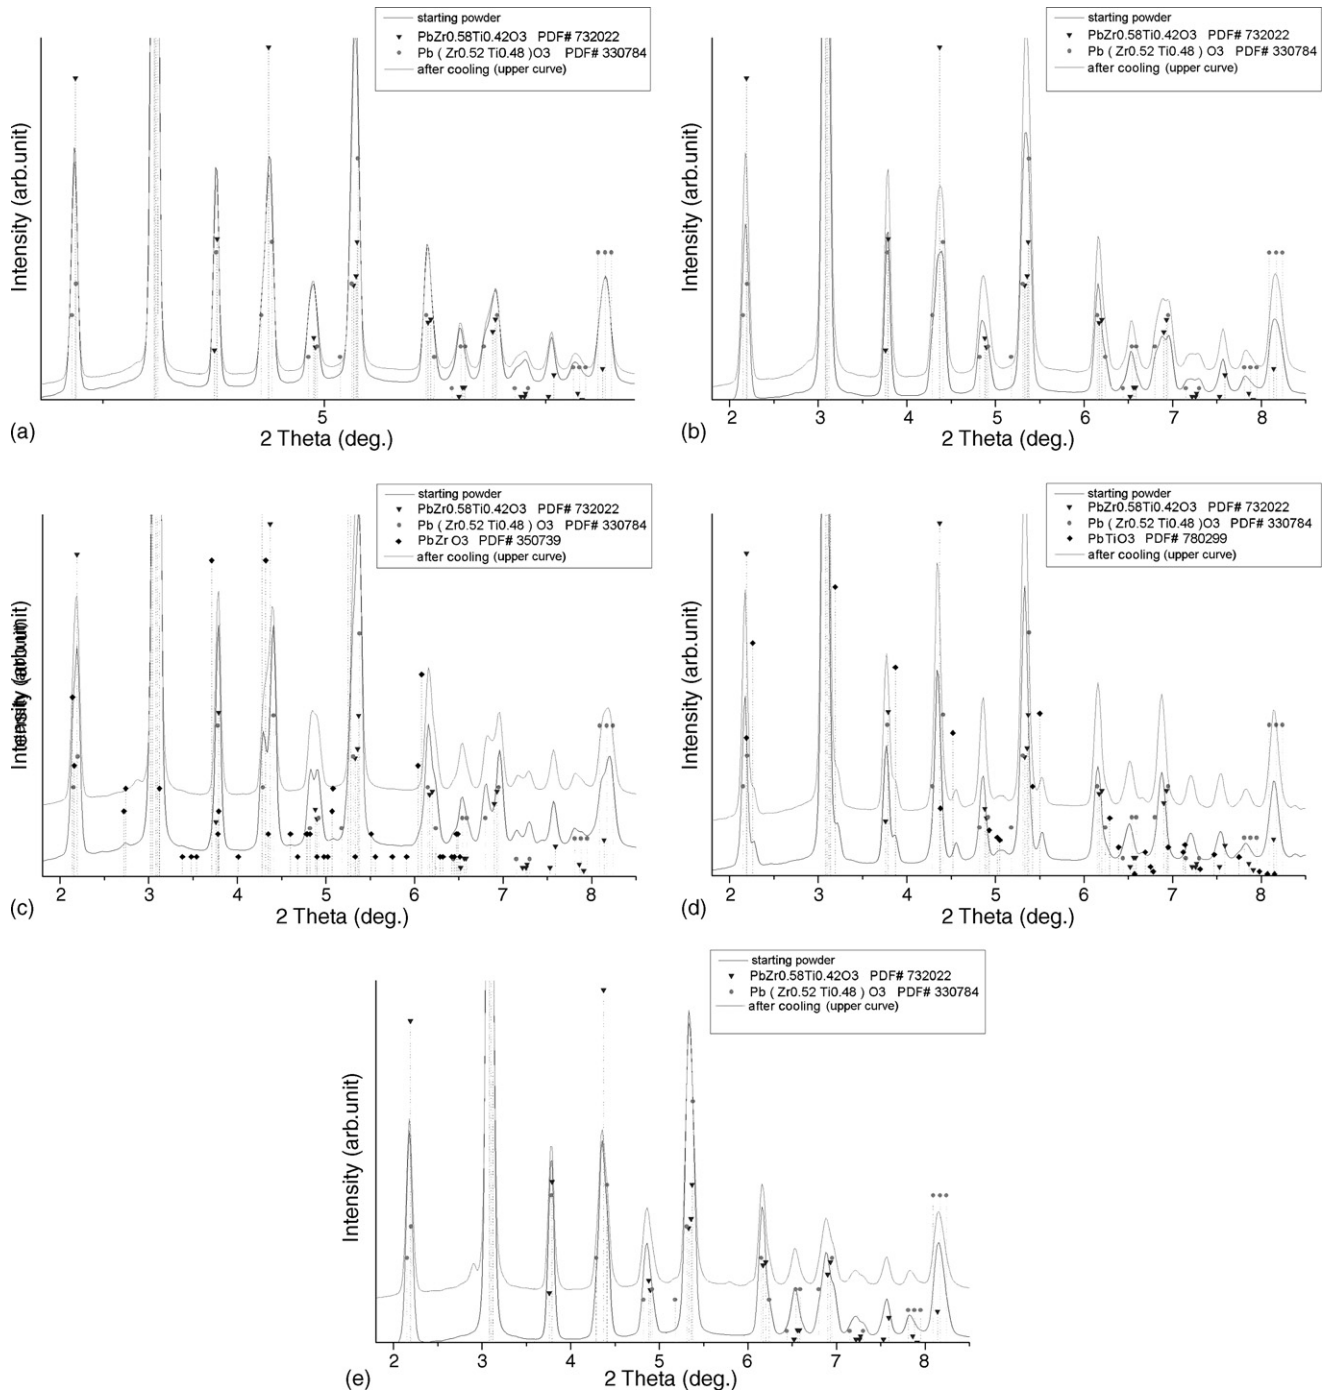 starting powder
PbZr0.58Ti0.42O3 PDF# 732022
Pb ( Zr0.52 Ti0.48 ) O3 PDF# 330784
after cooling (upper curve)
Intensity (arb.unit)
5
2 Theta (deg.)
(a)
starting powder
PbZr0.58Ti0.42O3 PDF# 732022
Pb ( Zr0.52 Ti0.48 ) O3 PDF# 330784
after cooling (upper curve)
Intensity (arb.unit)
2 3 4 5 6 7 8
2 Theta (deg.)
(b)
starting powder
PbZr0.58Ti0.42O3 PDF# 732022
Pb ( Zr0.52 Ti0.48 ) O3 PDF# 330784
Pb Zr O3 PDF# 350739
after cooling (upper curve)
Intensity (arb.unit)
2 3 4 5 6 7 8
2 Theta (deg.)
(c)
starting powder
PbZr0.58Ti0.42O3 PDF# 732022
Pb ( Zr0.52 Ti0.48 ) O3 PDF# 330784
Pb TiO3 PDF# 780299
after cooling (upper curve)
Intensity (arb.unit)
2 3 4 5 6 7 8
2 Theta (deg.)
(d)
starting powder
PbZr0.58Ti0.42O3 PDF# 732022
Pb ( Zr0.52 Ti0.48 ) O3 PDF# 330784
after cooling (upper curve)
Intensity (arb.unit)
2 3 4 5 6 7 8
2 Theta (deg.)
(e)